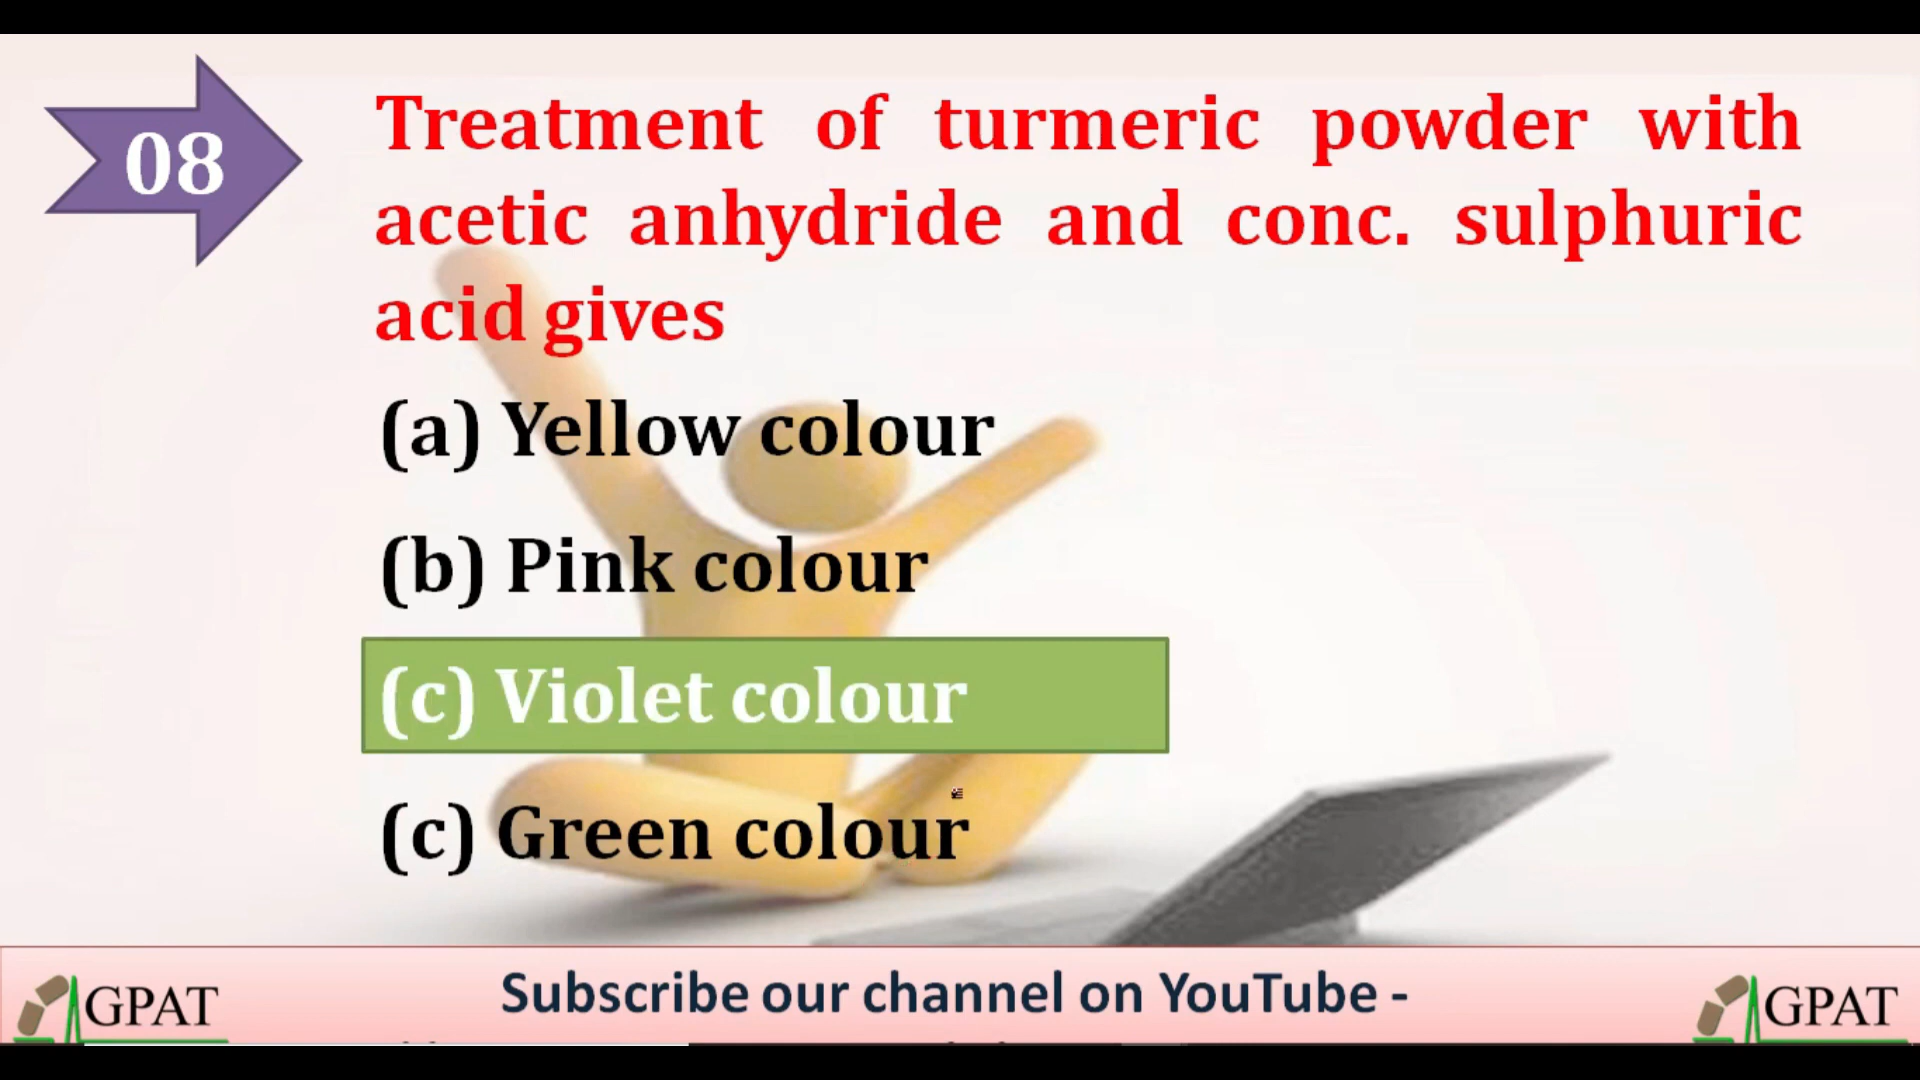 08
Treatment of turmeric powder with
acetic anhydride and conc. sulphuric
acid gives
(a) Yellow colour
(b) Pink colour
(c) Violet colour
(c) Green colour
GPAT
Subscribe our channel on YouTube -
GPAT